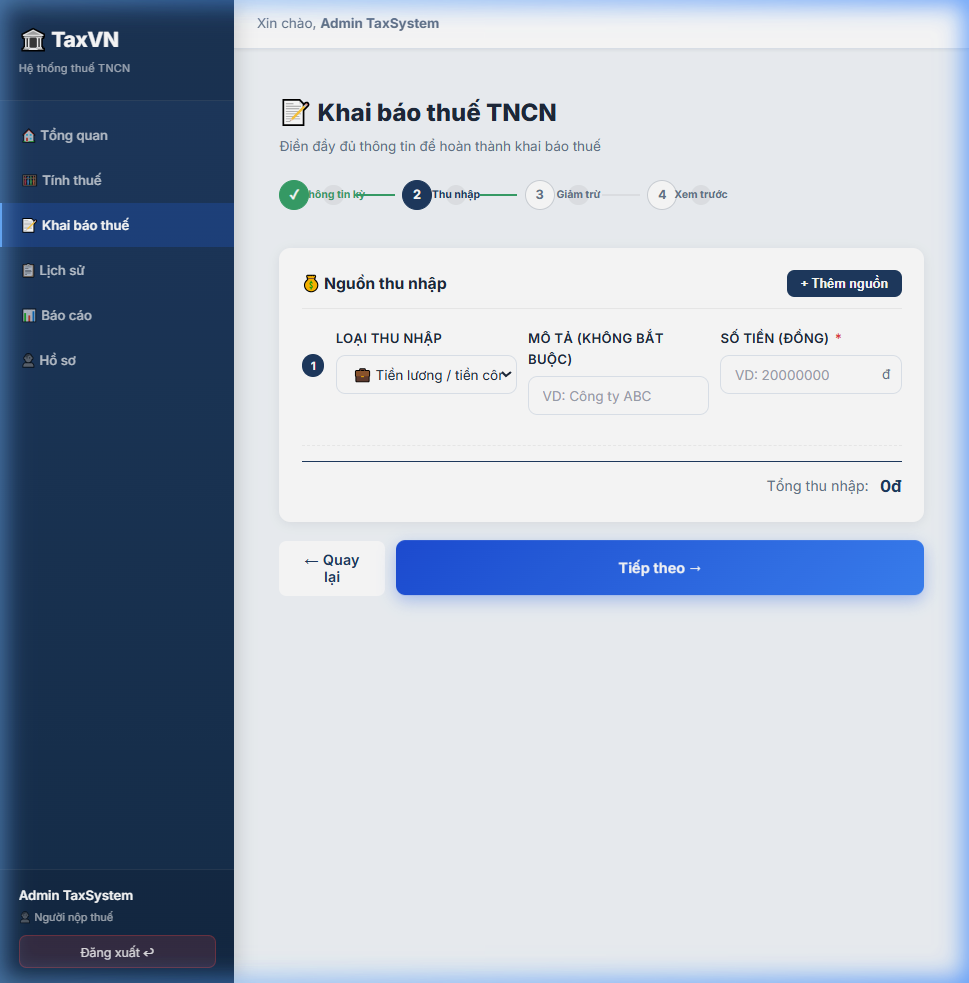 TaxVN
Hệ thống thuế TNCN
Tổng quan
Tính thuế
Khai báo thuế
Lịch sử
Báo cáo
Hồ sơ
Admin TaxSystem
Người nộp thuế
Đăng xuất ↩
Xin chào, Admin TaxSystem
Khai báo thuế TNCN
Điền đầy đủ thông tin để hoàn thành khai báo thuế
✓ hông tin kỳ 2 Thu nhập 3 Giảm trừ 4 Xem trước
Nguồn thu nhập
+ Thêm nguồn
1
LOẠI THU NHẬP
Tiền lương / tiền côn
MÔ TẢ (KHÔNG BẮT
BUỘC)
VD: Công ty ABC
SỐ TIỀN (ĐỒNG) *
VD: 20000000 đ
Tổng thu nhập: 0đ
← Quay
lại
Tiếp theo →